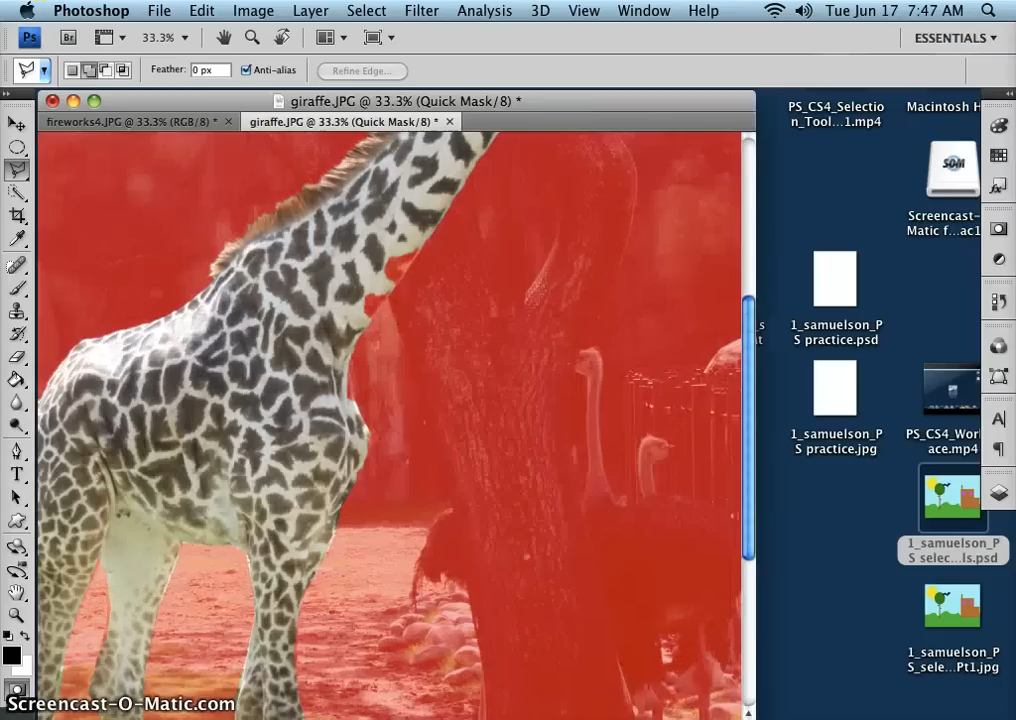 Photoshop File Edit Image Layer Select Filter Analysis 3D View Window Help Tue Jun 17 7:47 AM
Ps Br 33.3% ESSENTIALS
Feather: 0 px Anti-alias Refine Edge...
giraffe.JPG @ 33.3% (Quick Mask/8) *
fireworks4.JPG @ 33.3% (RGB/8) * giraffe.JPG @ 33.3% (Quick Mask/8) *
PS_CS4_Selectio
n_Tool...1.mp4
Macintosh H
SOM
Screencast-
Matic f...ac1
1_samuelson_P
S practice.psd
1_samuelson_P
S practice.jpg
PS_CS4_Wor
ace.mp4
1_samuelson_P
S selec...ls.psd
1_samuelson_P
S_sele...Pt1.jpg
T
A
Screencast-O-Matic.com